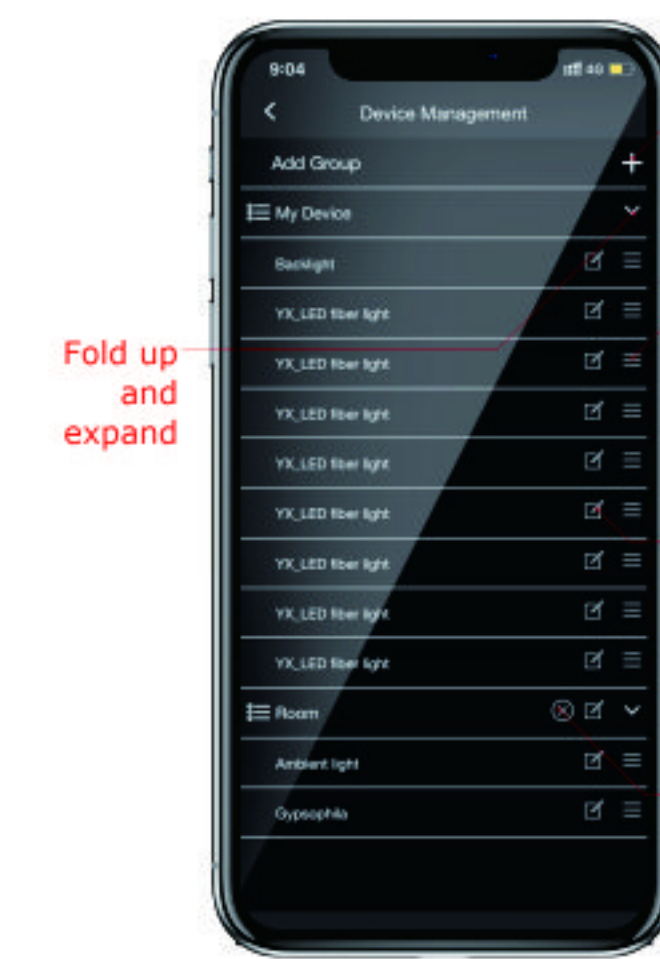 9:04
4G
Device Management
Add Group
My Device
Backlight
YX_LED fiber light
YX_LED fiber light
Fold up
and
expand
YX_LED fiber light
YX_LED fiber light
YX_LED fiber light
YX_LED fiber light
YX_LED fiber light
YX_LED fiber light
Room
Ambient light
Gypsophila